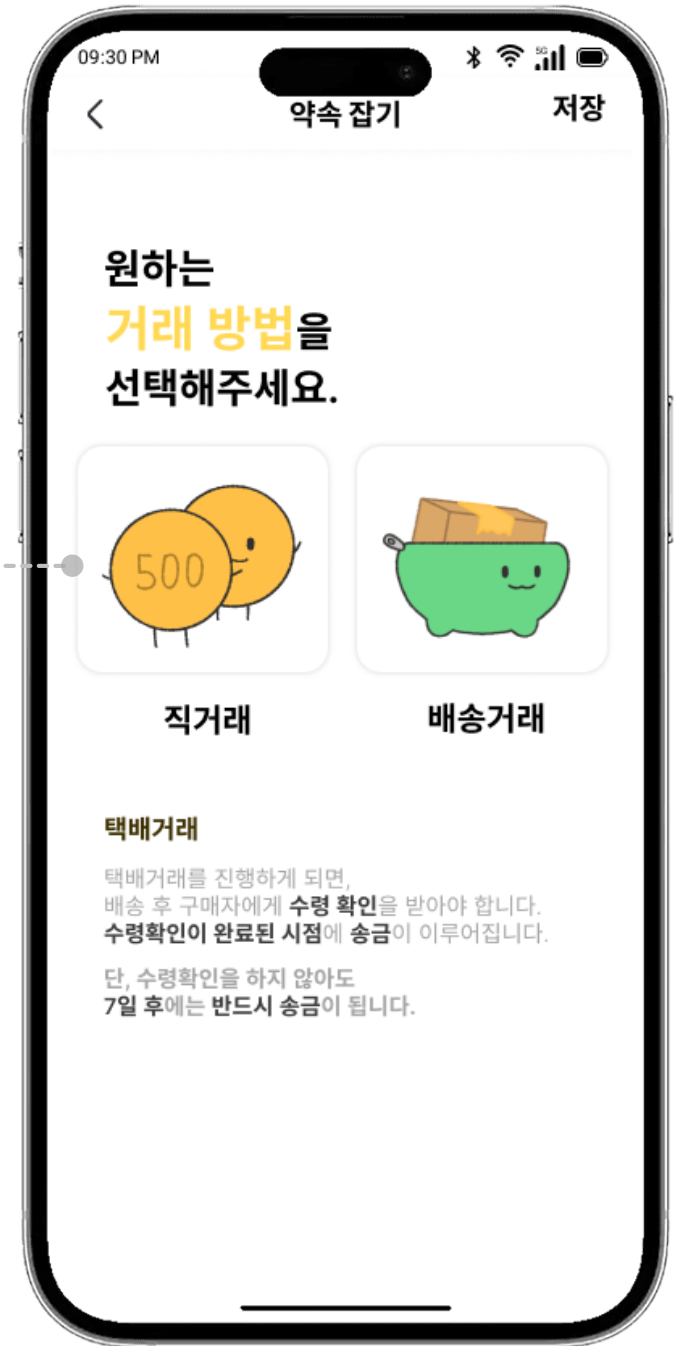 09:30 PM
5G
약속 잡기
저장
원하는
거래 방법을
선택해주세요.
500
직거래
배송거래
택배거래
택배거래를 진행하게 되면,
배송 후 구매자에게 수령 확인을 받아야 합니다.
수령확인이 완료된 시점에 송금이 이루어집니다.
단, 수령확인을 하지 않아도
7일 후에는 반드시 송금이 됩니다.